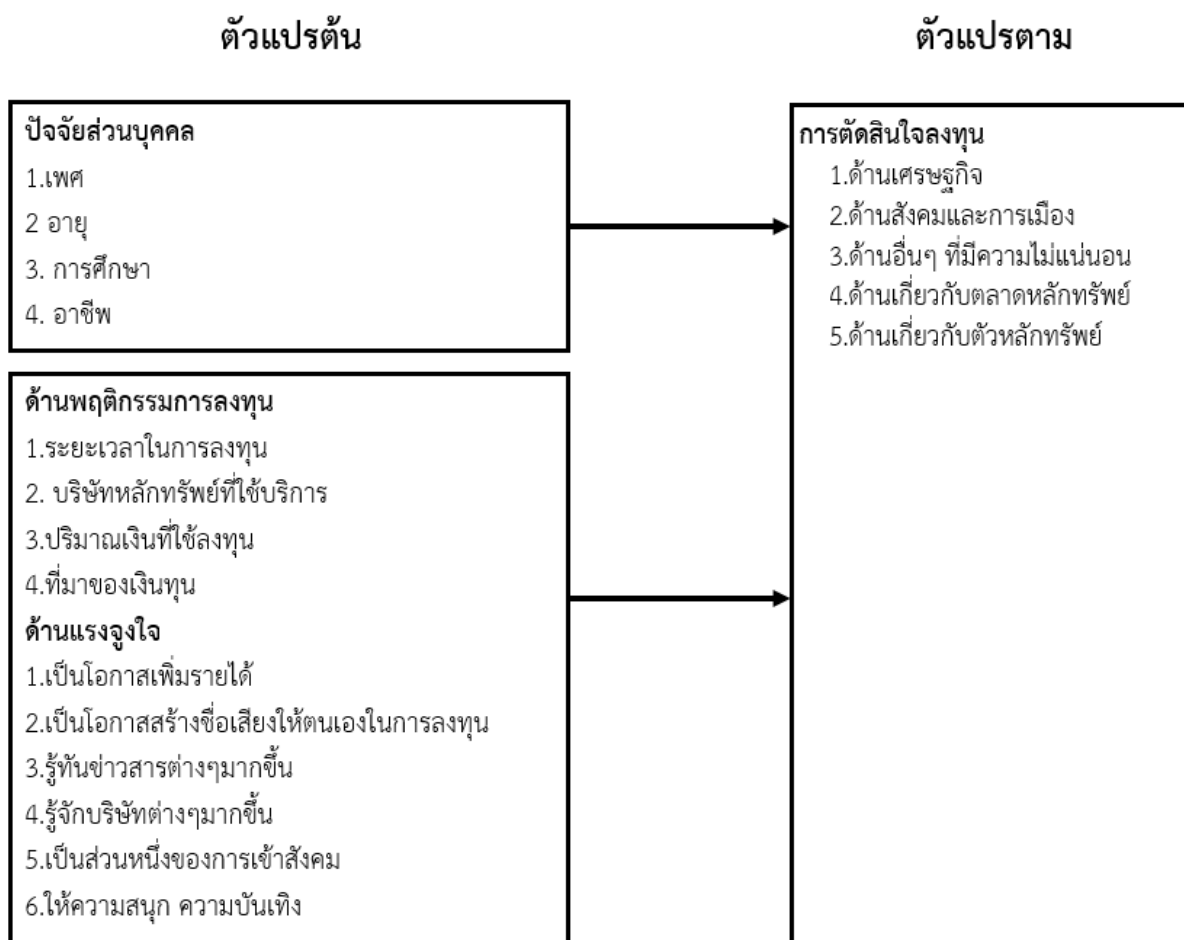 ตัวแปรต้น
ตัวแปรตาม
ปัจจัยส่วนบุคคล
1.เพศ
2 อายุ
3. การศึกษา
4. อาชีพ
ด้านพฤติกรรมการลงทุน
1.ระยะเวลาในการลงทุน
2. บริษัทหลักทรัพย์ที่ใช้บริการ
3.ปริมาณเงินที่ใช้ลงทุน
4.ที่มาของเงินทุน
ด้านแรงจูงใจ
1.เป็นโอกาสเพิ่มรายได้
2.เป็นโอกาสสร้างชื่อเสียงให้ตนเองในการลงทุน
3.รู้ทันข่าวสารต่างๆมากขึ้น
4.รู้จักบริษัทต่างๆมากขึ้น
5.เป็นส่วนหนึ่งของการเข้าสังคม
6.ให้ความสนุก ความบันเทิง
การตัดสินใจลงทุน
1.ด้านเศรษฐกิจ
2.ด้านสังคมและการเมือง
3.ด้านอื่นๆ ที่มีความไม่แน่นอน
4.ด้านเกี่ยวกับตลาดหลักทรัพย์
5.ด้านเกี่ยวกับตัวหลักทรัพย์